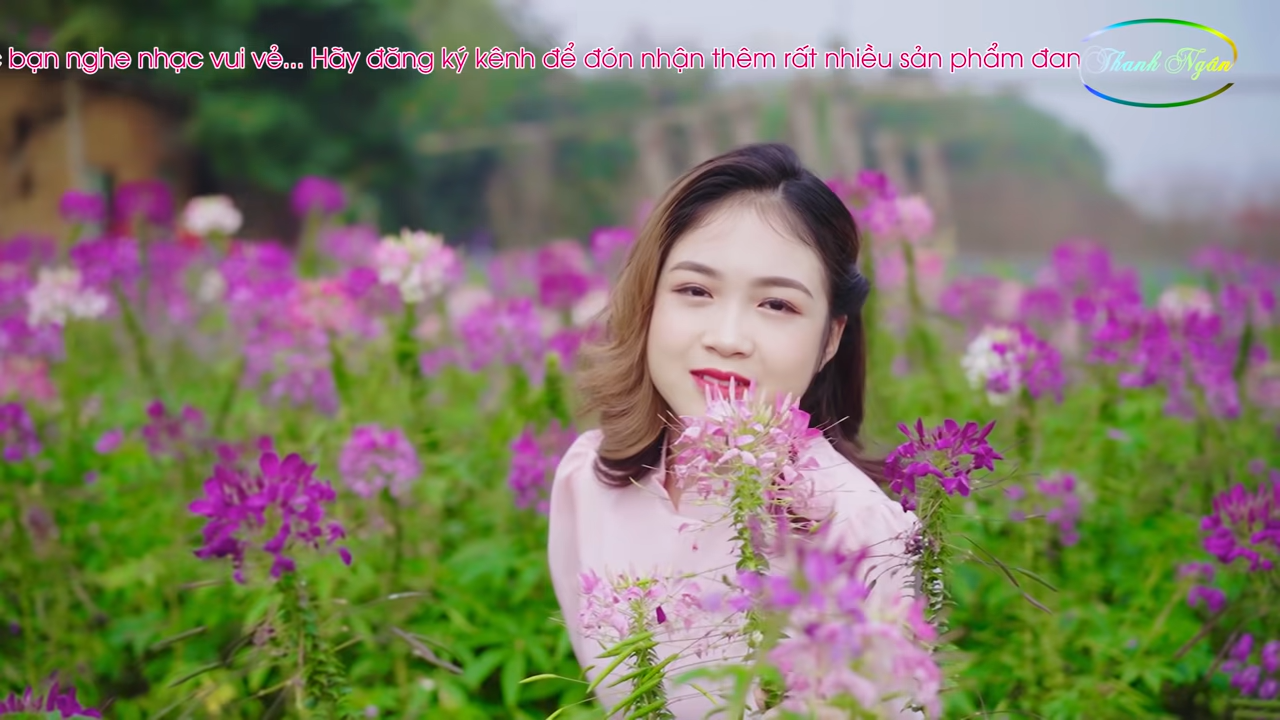 bạn nghe nhạc vui vẻ... Hãy đăng ký kênh để đón nhận thêm rất nhiều sản phẩm đan
Thanh Ngân